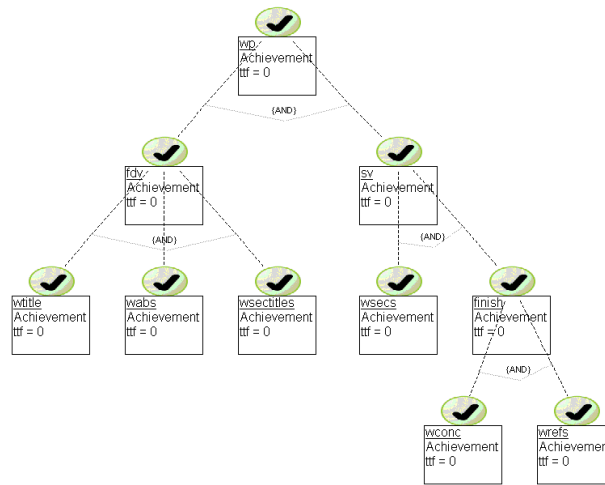 wp
Achievement
ttf = 0
{AND}
fdv
Achievement
ttf = 0
sv
Achievement
ttf = 0
{AND}
{AND}
wtitle
Achievement
ttf = 0
wabs
Achievement
ttf = 0
wsectitles
Achievement
ttf = 0
wsecs
Achievement
ttf = 0
finish
Achievement
ttf = 0
{AND}
wconc
Achievement
ttf = 0
wrefs
Achievement
ttf = 0